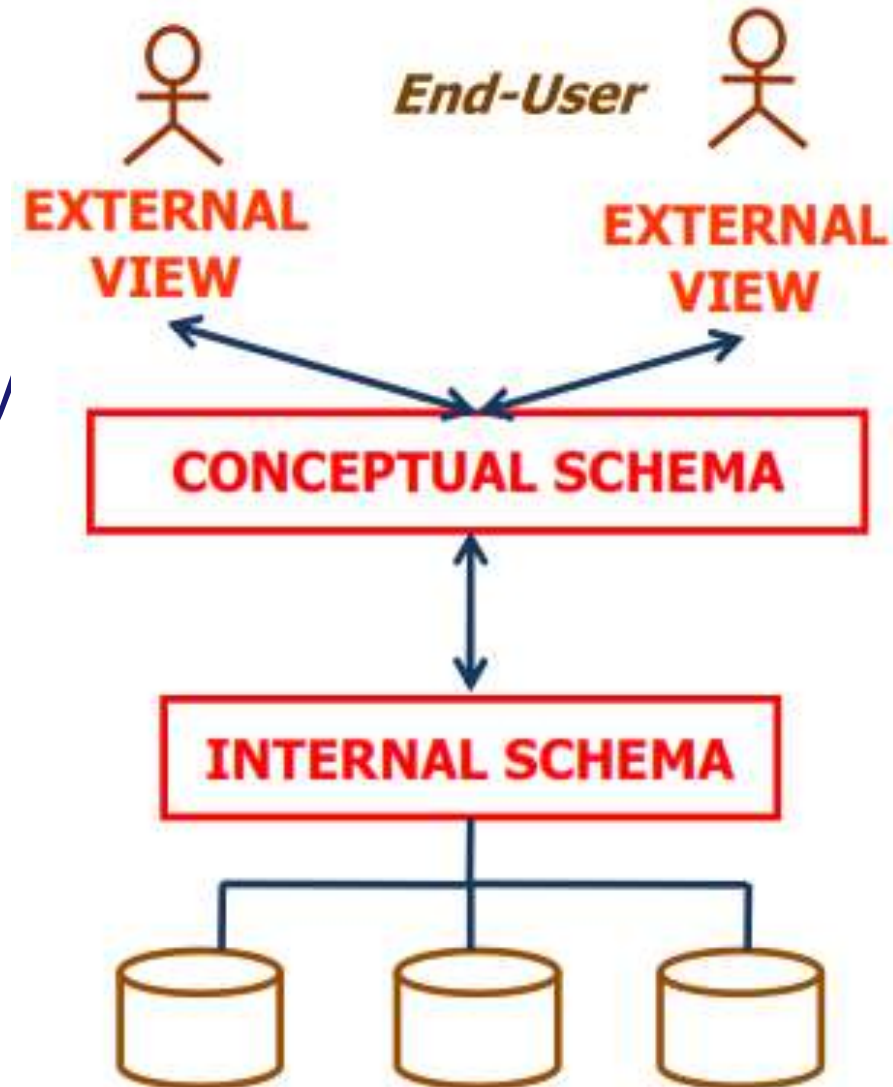 End-User
EXTERNAL
VIEW
EXTERNAL
VIEW
CONCEPTUAL SCHEMA
INTERNAL SCHEMA